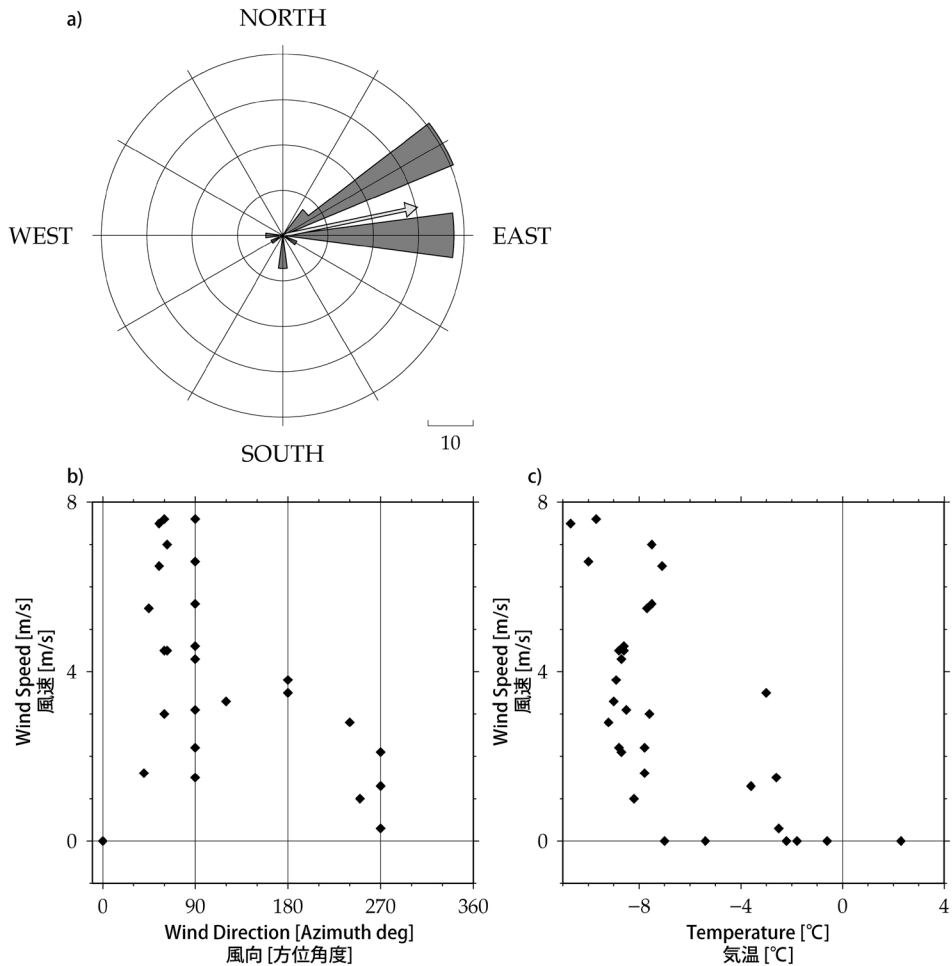 a)
NORTH
WEST
EAST
SOUTH
10
b)
8
4
0
Wind Speed [m/s]
風速 [m/s]
0 90 180 270 360
Wind Direction [Azimuth deg]
風向 [方位角度]
c)
8
4
0
Wind Speed [m/s]
風速 [m/s]
−8 −4 0 4
Temperature [℃]
気温 [℃]